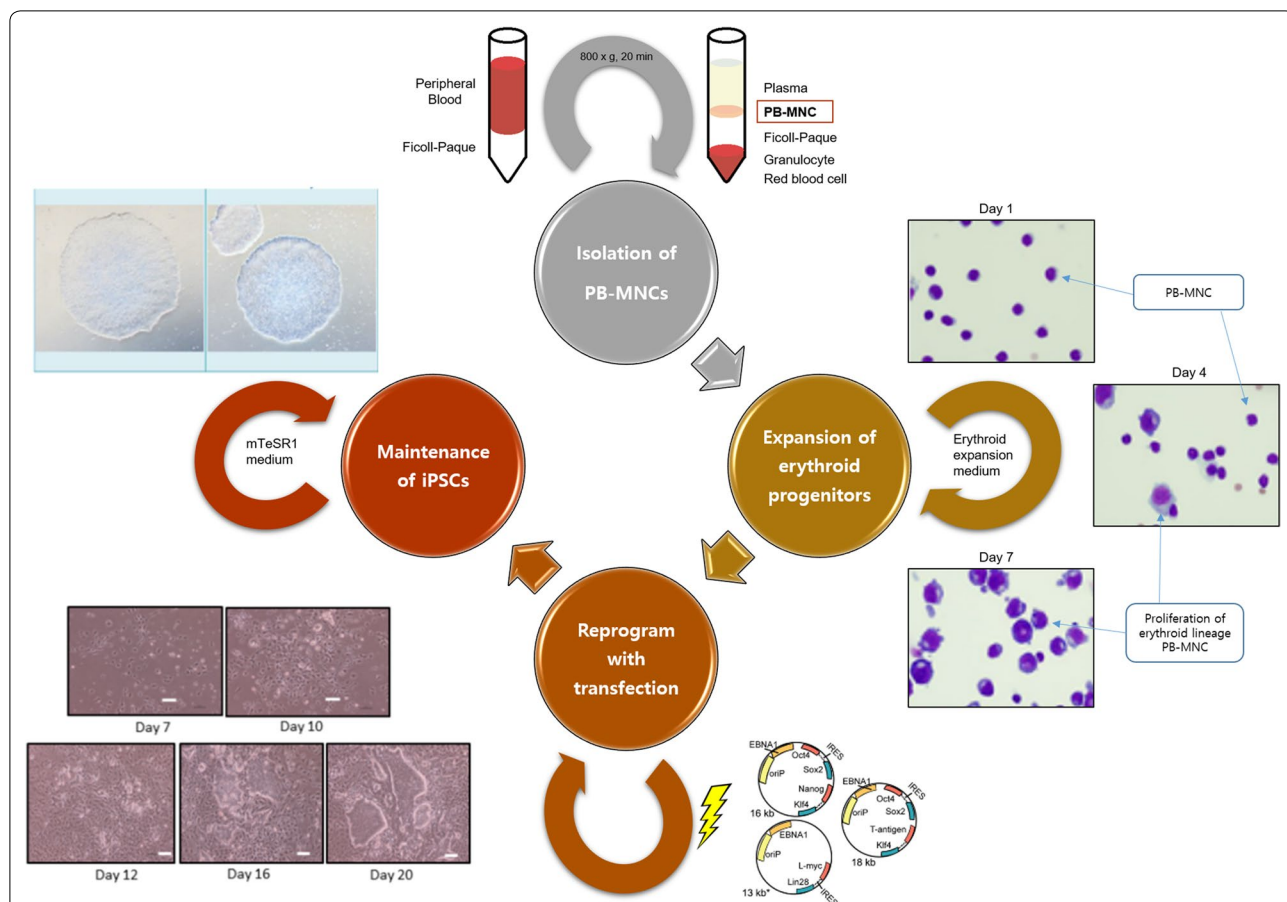 800 x g, 20 min
Peripheral
Blood
Ficoll-Paque
Plasma
PB-MNC
Ficoll-Paque
Granulocyte
Red blood cell
Isolation of
PB-MNCs
Day 1
PB-MNC
Day 4
Expansion of
erythroid
progenitors
Erythroid
expansion
medium
Day 7
Proliferation of
erythroid lineage
PB-MNC
mTeSR1
medium
Maintenance
of iPSCs
Reprogram
with
transfection
Day 7
Day 10
Day 12
Day 16
Day 20
EBNA1
Oct4
IRES
oriP
Sox2
Nanog
Klf4
16 kb
EBNA1
Oct4
IRES
oriP
Sox2
T-antigen
Klf4
18 kb
EBNA1
oriP
L-myc
Lin28
IRES
13 kb*